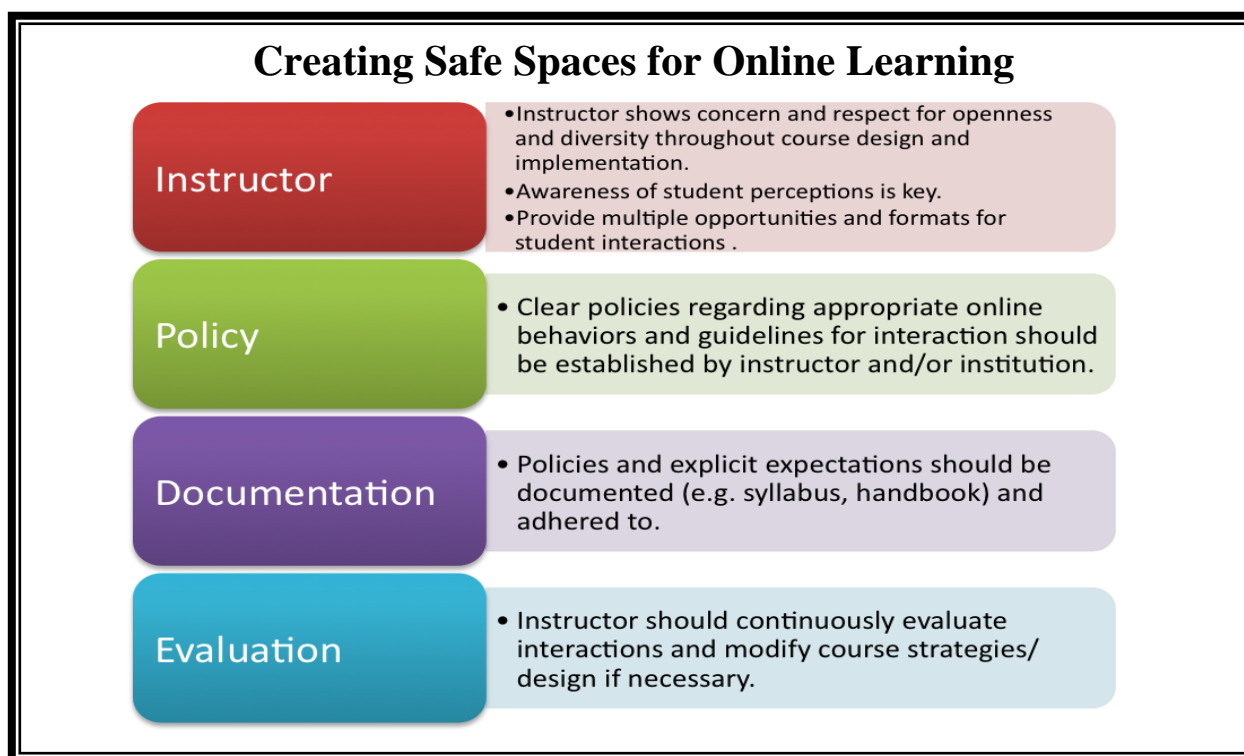 Creating Safe Spaces for Online Learning
Instructor
•Instructor shows concern and respect for openness
and diversity throughout course design and
implementation.
•Awareness of student perceptions is key.
•Provide multiple opportunities and formats for
student interactions .
Policy
• Clear policies regarding appropriate online
behaviors and guidelines for interaction should
be established by instructor and/or institution.
Documentation
• Policies and explicit expectations should be
documented (e.g. syllabus, handbook) and
adhered to.
Evaluation
• Instructor should continuously evaluate
interactions and modify course strategies/
design if necessary.